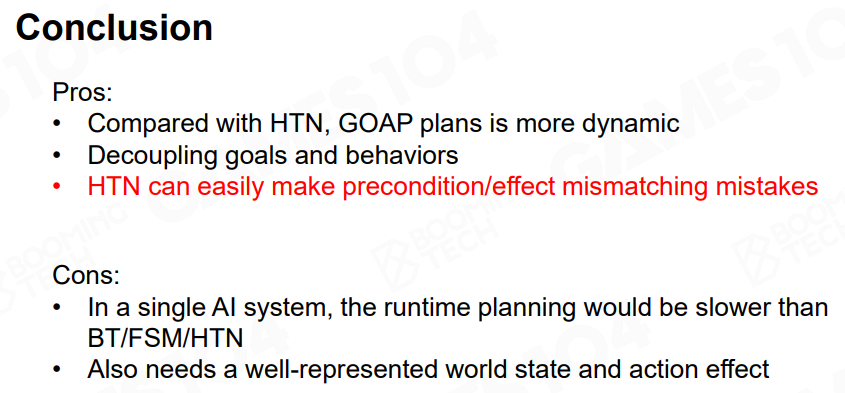 Conclusion
Pros:
• Compared with HTN, GOAP plans is more dynamic
• Decoupling goals and behaviors
• HTN can easily make precondition/effect mismatching mistakes
Cons:
• In a single AI system, the runtime planning would be slower than
BT/FSM/HTN
• Also needs a well-represented world state and action effect
GAMES104
BOOMING
TECH